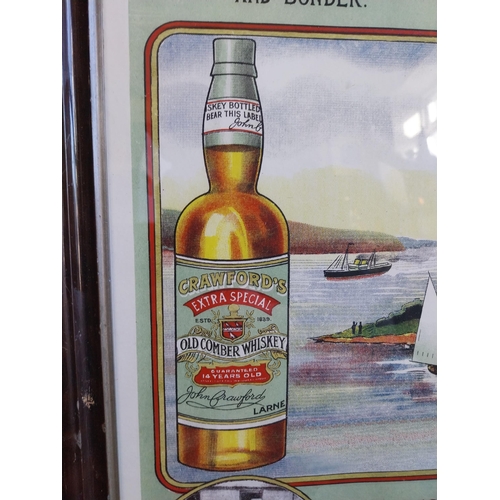 AND BONDER.
SKEY BOTTLED
BEAR THIS LABEL
CRAWFORD'S
EXTRA SPECIAL
ESTD. 1825
OLD COMBER WHISKEY
GUARANTEED
14 YEARS OLD
John Crawford
LARNE